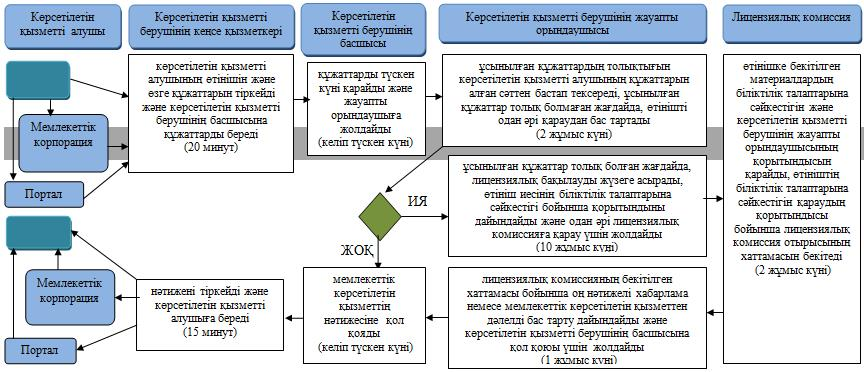 Көрсетілетін
қызметті алушы
Көрсетілетін қызметті
берушінің кеңсе қызметкері
Көрсетілетін
қызметті берушінің
басшысы
Көрсетілетін қызметті берушінің жауапты
орындаушысы
Лицензиялық комиссия
Мемлекеттік
корпорация
Портал
көрсетілетін қызметті
алушының өтінішін және
өзге құжаттарын тіркейді
және көрсетілетін қызметті
берушінің басшысына
құжаттарды береді
(20 минут)
құжаттарды түскен
күні қарайды және
жауапты
орындаушыға
жолдайды
(келіп түскен күні)
ұсынылған құжаттардың толықтығын
көрсетілетін қызметті алушының құжаттарын
алған сәттен бастап тексереді, ұсынылған
құжаттар толық болмаған жағдайда, өтінішті
одан әрі қараудан бас тартады
(2 жұмыс күні)
өтінішке бекітілген
материалдардың
біліктілік талаптарына
сәйкестігін және
көрсетілетін қызметті
берушінің жауапты
орындаушысының
қорытындысын
қарайды, өтініштің
біліктілік талаптарына
сәйкестігін қараудың
қорытындысы
бойынша лицензиялық
комиссия отырысының
хаттамасын бекітеді
(2 жұмыс күні)
ИЯ
ЖОҚ
ұсынылған құжаттар толық болған жағдайда,
лицензиялық бақылауды жүзеге асырады,
өтініш иесінің біліктілік талаптарына
сәйкестігі бойынша қорытындыны
дайындайды және одан әрі лицензиялық
комиссияға қарау үшін жолдайды
(10 жұмыс күні)
Мемлекеттік
корпорация
Портал
нәтижені тіркейді және
көрсетілетін қызметті
алушыға береді
(15 минут)
мемлекеттік
көрсетілетін
қызметтің
нәтижесіне қол
қояды
(келіп түскен күні)
лицензиялық комиссияның бекітілген
хаттамасы бойынша оң нәтижелі хабарлама
немесе мемлекеттік көрсетілетін қызметтен
дәлелді бас тарту дайындайды және
көрсетілетін қызметті берушінің басшысына
қол қоюы үшін жолдайды
(1 жұмыс күні)